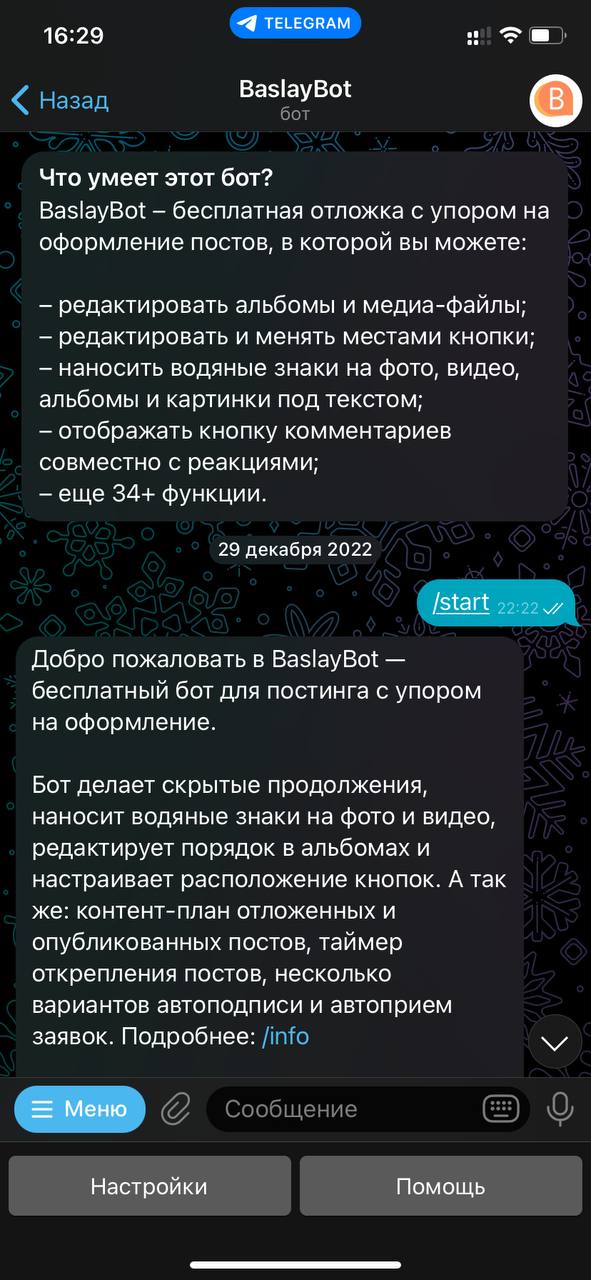 16:29
TELEGRAM
Назад
BaslayBot
бот
B
Что умеет этот бот?
BaslayBot – бесплатная отложка с упором на
оформление постов, в которой вы можете:
– редактировать альбомы и медиа-файлы;
– редактировать и менять местами кнопки;
– наносить водяные знаки на фото, видео,
альбомы и картинки под текстом;
– отображать кнопку комментариев
совместно с реакциями;
– еще 34+ функции.
29 декабря 2022
/start 22:22
Добро пожаловать в BaslayBot —
бесплатный бот для постинга с упором
на оформление.
Бот делает скрытые продолжения,
наносит водяные знаки на фото и видео,
редактирует порядок в альбомах и
настраивает расположение кнопок. А так
же: контент-план отложенных и
опубликованных постов, таймер
открепления постов, несколько
вариантов автоподписи и автоприем
заявок. Подробнее: /info
Меню
Сообщение
Настройки
Помощь